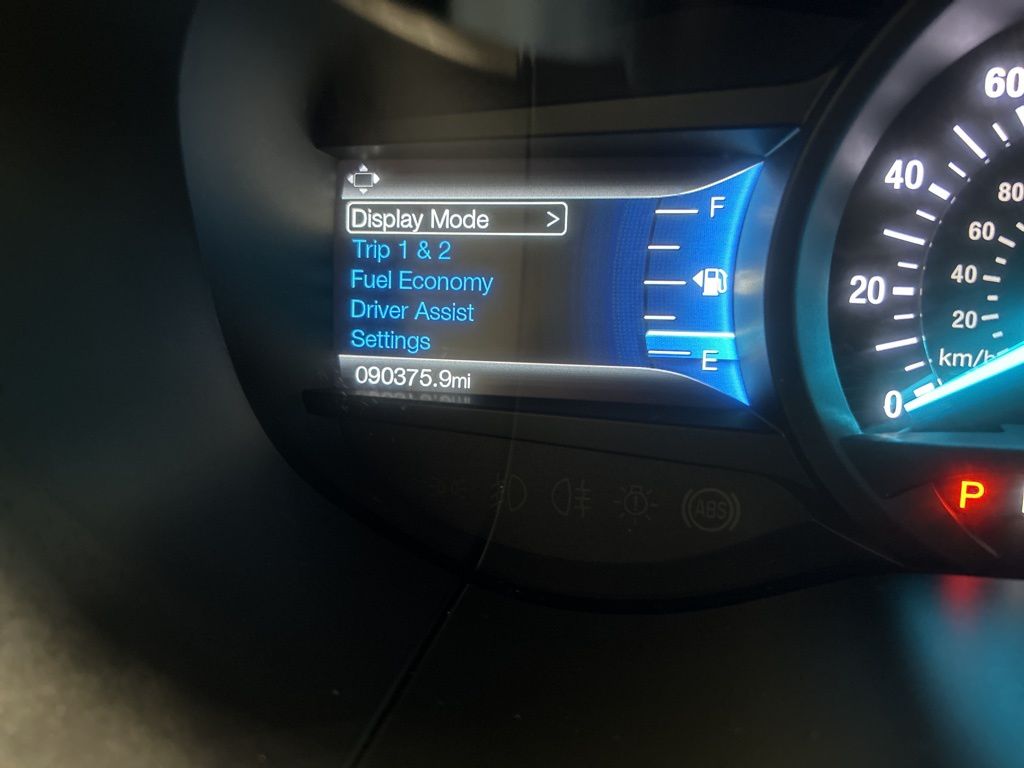 Display Mode >
Trip 1 & 2
Fuel Economy
Driver Assist
Settings
090375.9mi
F
E
60
40
20
0
80
60
40
20
km/h
P
ABS